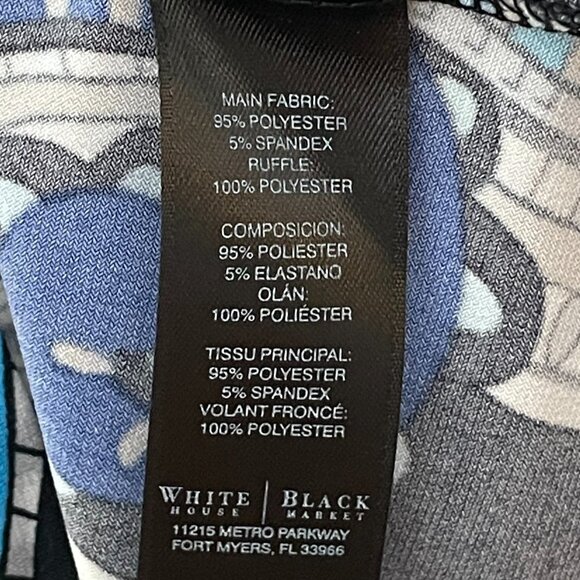 MAIN FABRIC:
95% POLYESTER
5% SPANDEX
RUFFLE:
100% POLYESTER
COMPOSICION:
95% POLIESTER
5% ELASTANO
OLÁN:
100% POLIÉSTER
TISSU PRINCIPAL:
95% POLYESTER
5% SPANDEX
VOLANT FRONCÉ:
100% POLYESTER
WHITE | BLACK
HOUSE | MARKET
11215 METRO PARKWAY
FORT MYERS, FL 33966